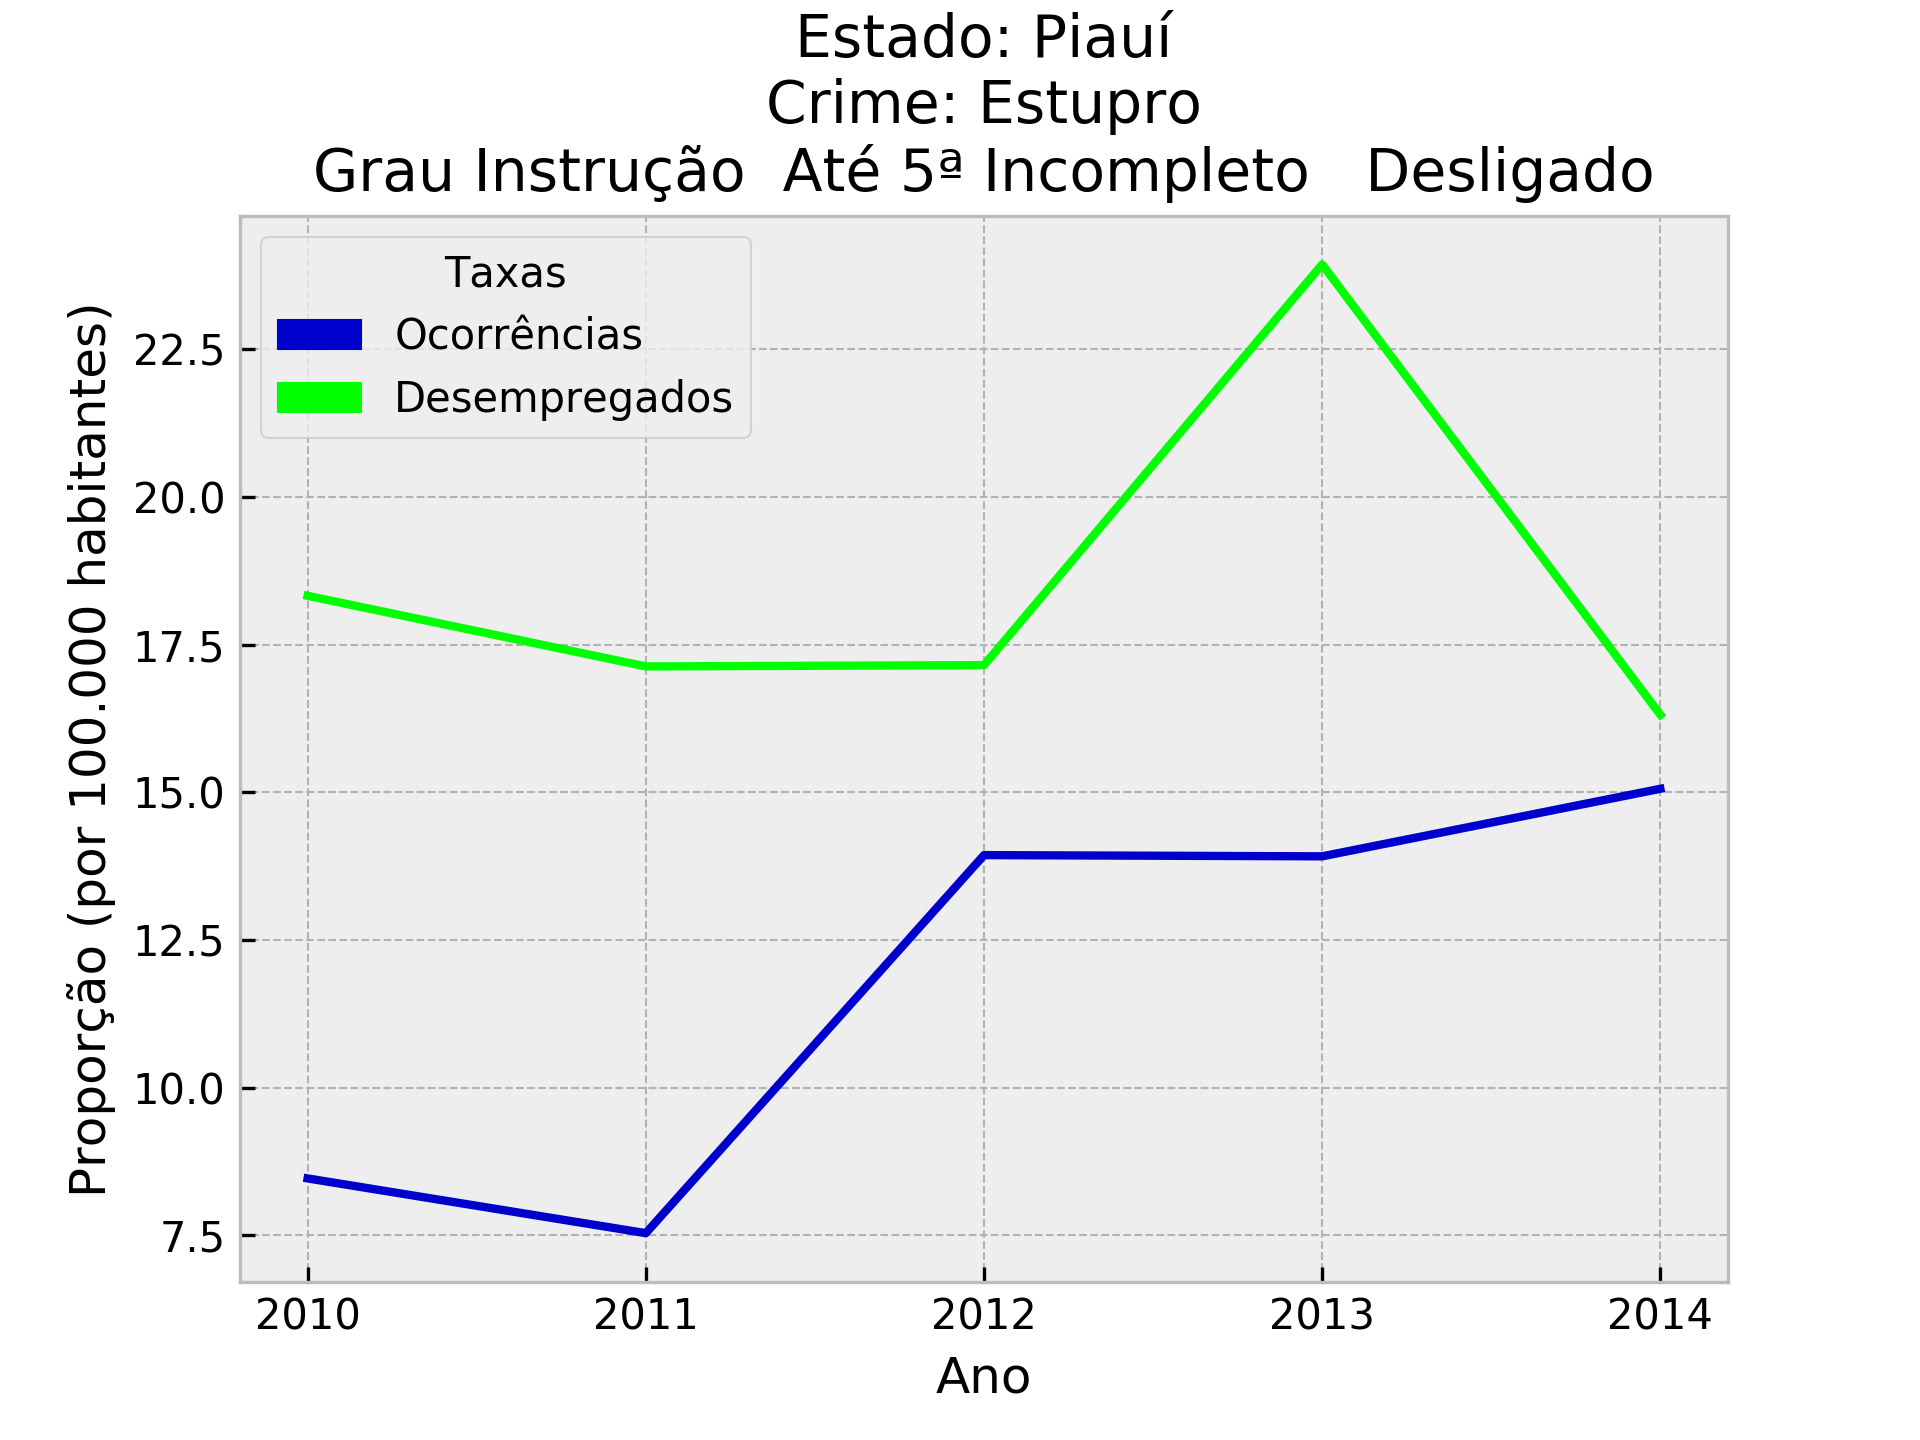 Estado: Piauí
Crime: Estupro
Grau Instrução  Até 5ª Incompleto   Desligado
Taxas
Ocorrências
Desempregados
Proporção (por 100.000 habitantes)
22.5
20.0
17.5
15.0
12.5
10.0
7.5
2010 2011 2012 2013 2014
Ano